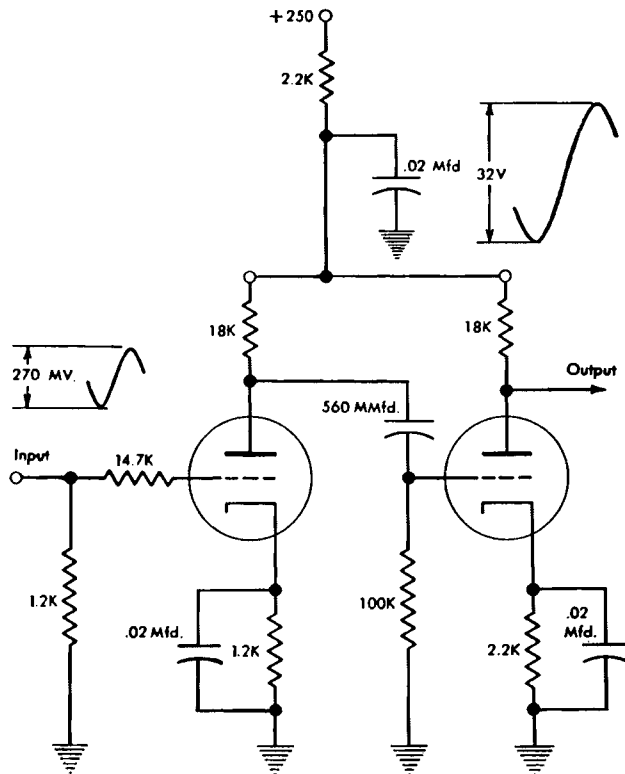 +250
2.2K
.02 Mfd
32V
18K
18K
270 MV.
Output
560 MMfd.
Input
14.7K
1.2K
100K
.02 Mfd.
1.2K
2.2K
.02
Mfd.